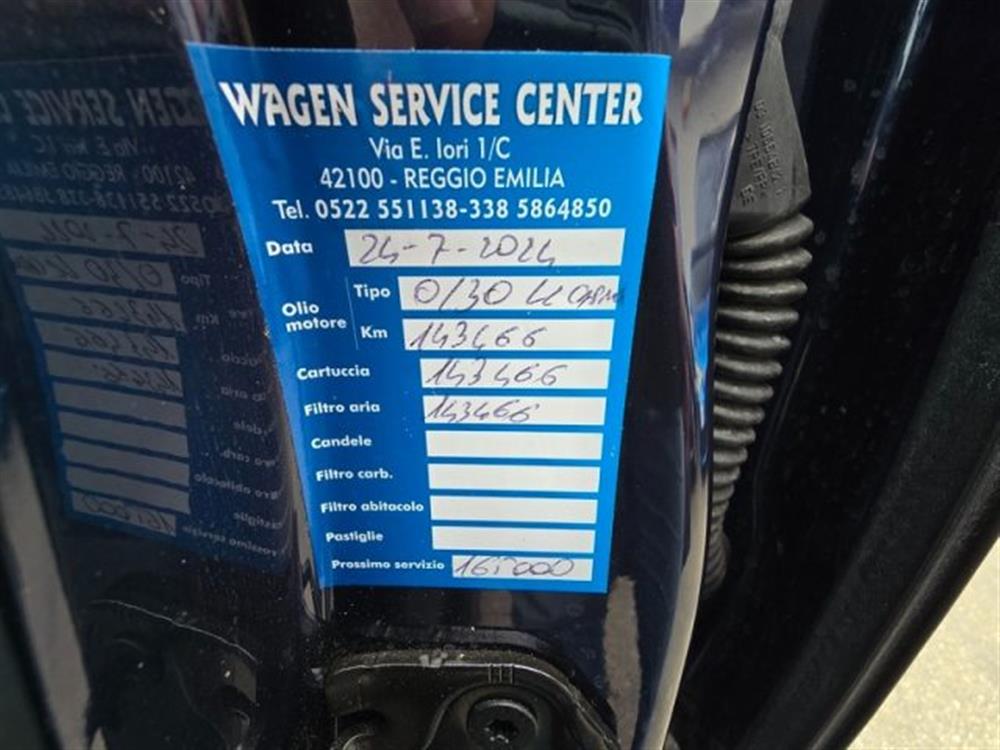 WAGEN SERVICE CENTER
Via E. Iori 1/C
42100 - REGGIO EMILIA
Tel. 0522 551138-338 5864850
Data 24-7-2024
Olio motore Tipo 0/30
Km 143466
Cartuccia 143466
Filtro aria 143466
Candele
Filtro carb.
Filtro abitacolo
Pastiglie
Prossimo servizio 165000